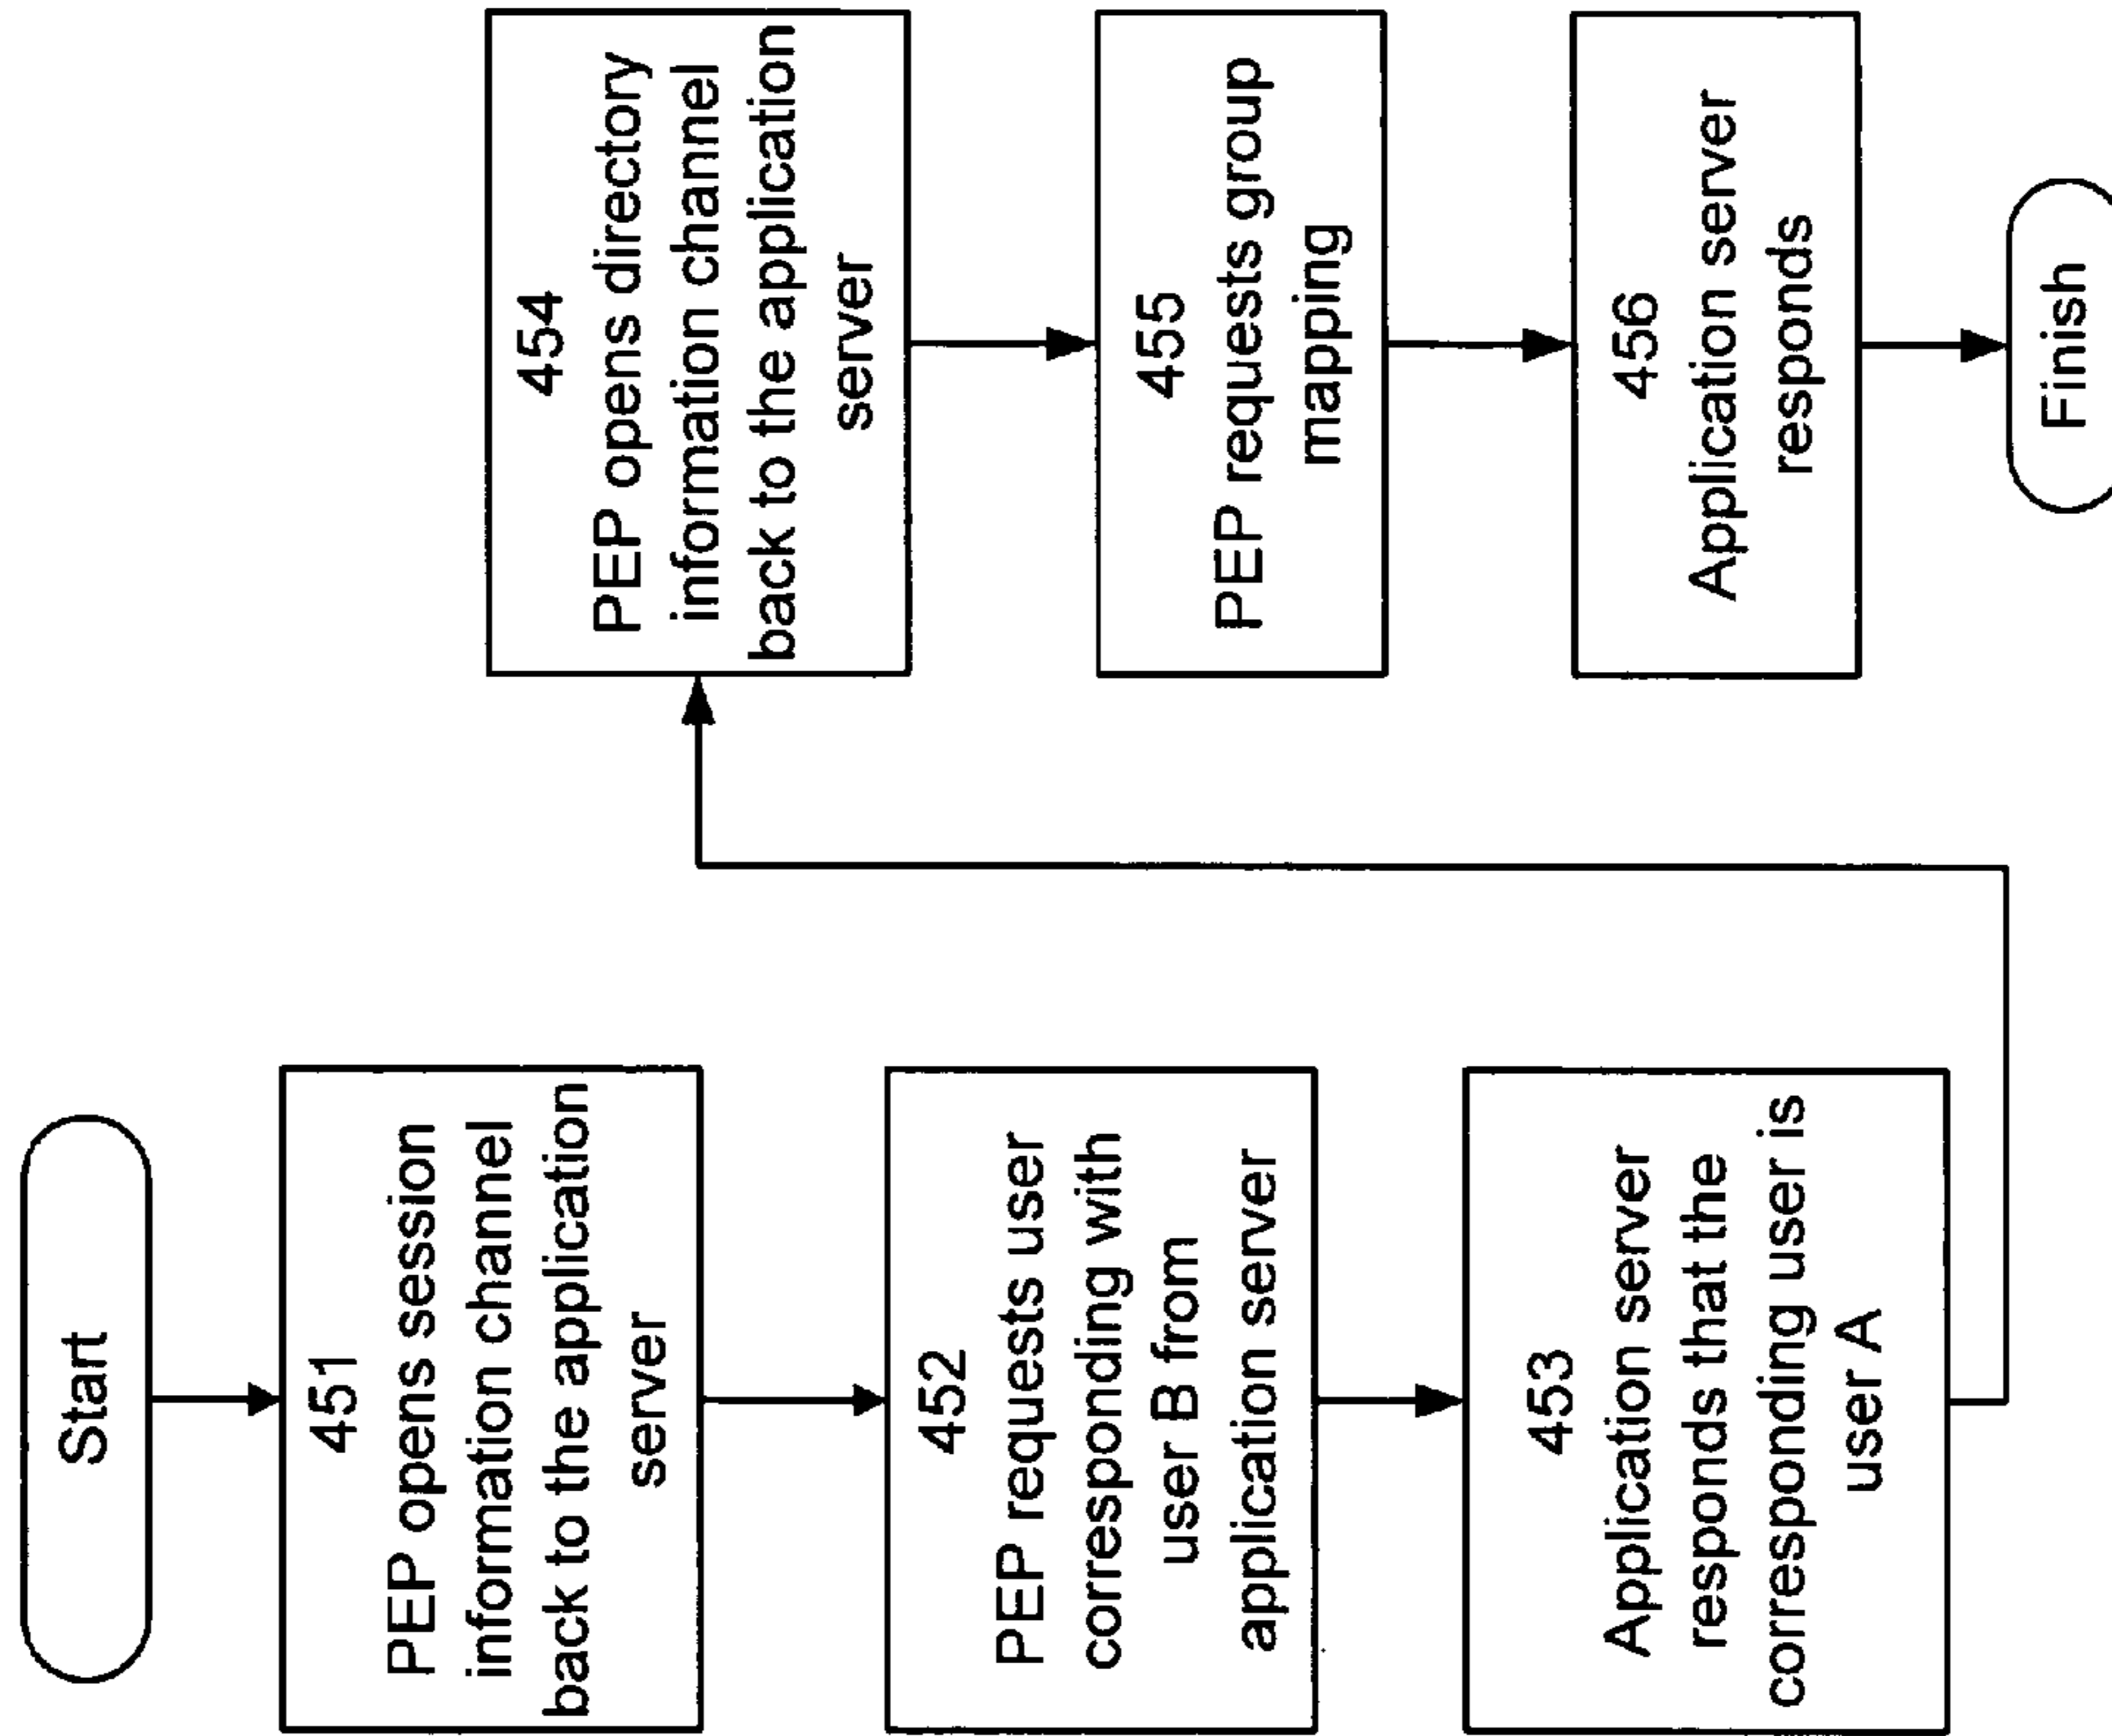 Start
451
PEP opens session
information channel
back to the application
server
452
PEP requests user
corresponding with
user B from
application server
453
Application server
responds that the
corresponding user is
user A
454
PEP opens directory
information channel
back to the application
server
455
PEP requests group
mapping
456
Application server
responds
Finish